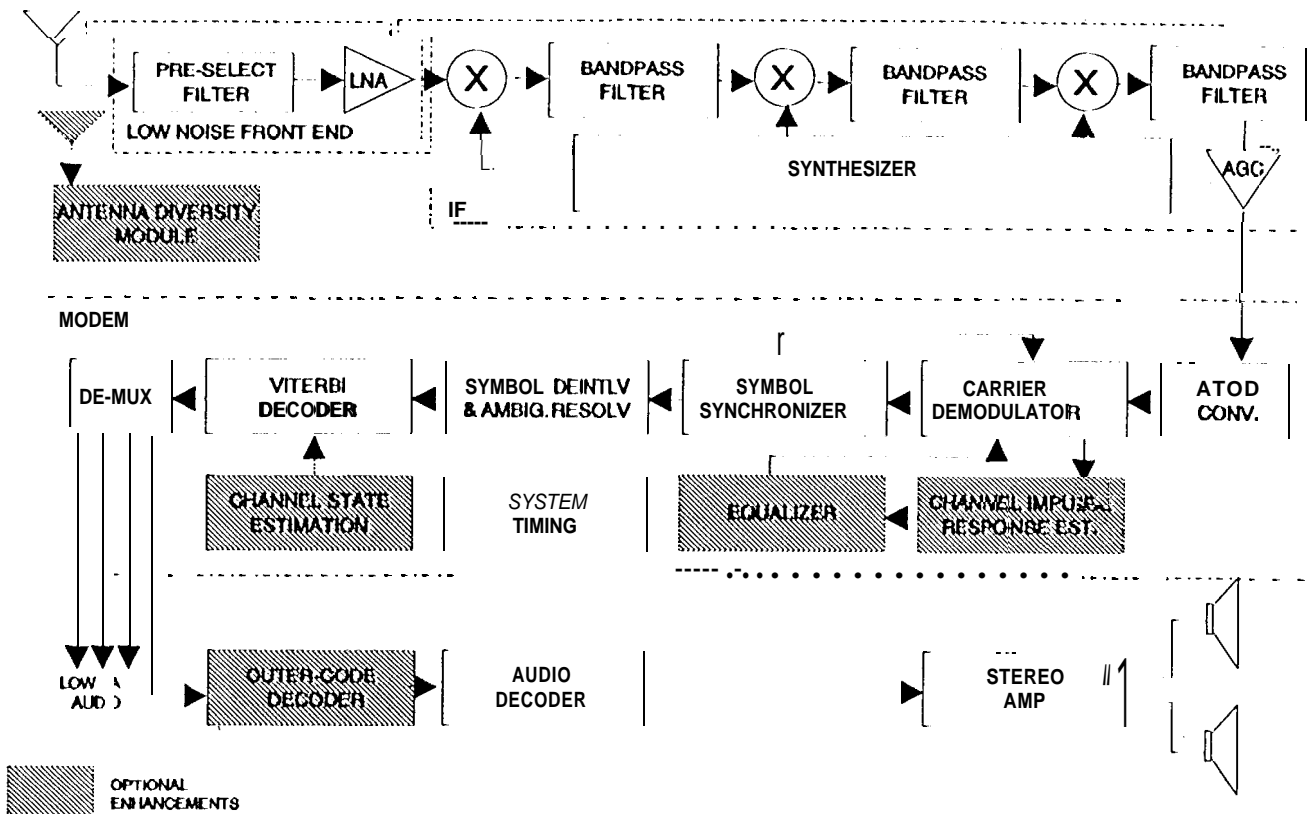 PRE-SELECT
FILTER
LNA
LOW NOISE FRONT END
X
BANDPASS
FILTER
X
BANDPASS
FILTER
X
BANDPASS
FILTER
SYNTHESIZER
AGC
IF
ANTENNA DIVERSITY
MODULE
MODEM
DE-MUX
VITERBI
DECODER
SYMBOL DEINTLV
& AMBIG. RESOLV
SYMBOL
SYNCHRONIZER
CARRIER
DEMODULATOR
ATOD
CONV.
CHANNEL STATE
ESTIMATION
SYSTEM
TIMING
EQUALIZER
CHANNEL IMPULSE
RESPONSE EST.
LOW
OUTER-CODE
DECODER
AUDIO
DECODER
STEREO
AMP
OPTIONAL
ENHANCEMENTS